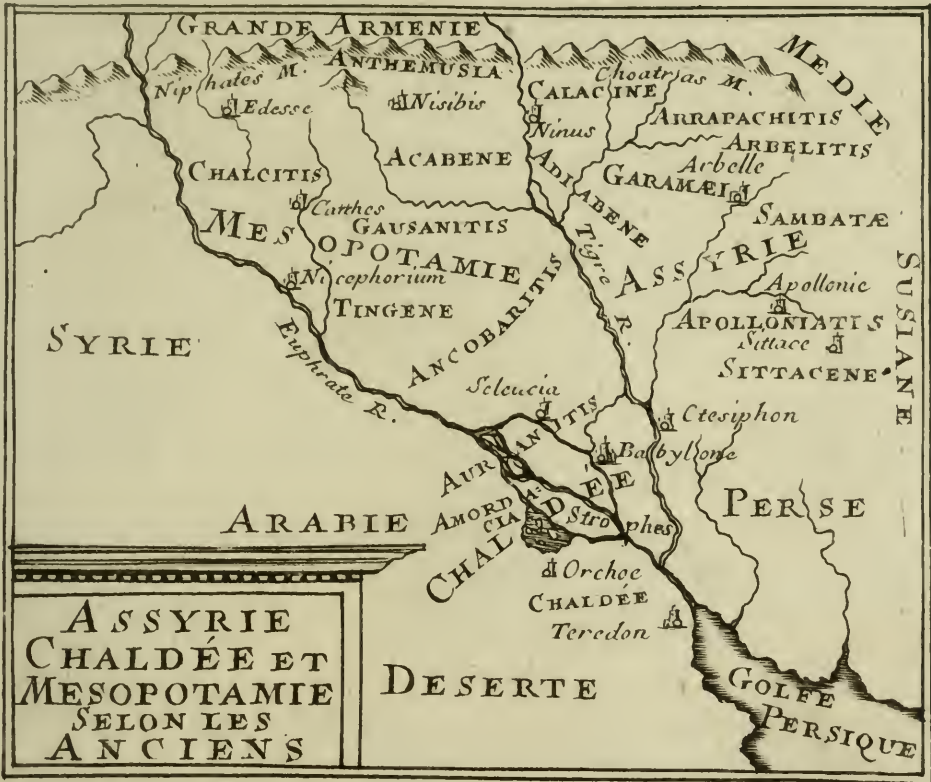 GRANDE ARMENIE
MEDIE
Niphates M.
ANTHEMUSIA
Choatras M.
Edesse
Nisibis
CALACINE
Ninus
ARRAPACHITIS
ARBELITIS
Arbelle
CHALCITIS
ACABENE
ADIABENE
GARAMÆI
Carthes
GAUSANITIS
SAMBATÆ
MESOPOTAMIE
Tigre R.
ASSYRIE
SUSIANE
Nicephorium
TINGENE
ANCOBARITIS
Apollonie
APOLLONIATIS
SYRIE
Euphrate R.
Sittace
SITTACENE
Seleucia
Ctesiphon
AURANITIS
Babyllone
PERSE
ARABIE
AMORDACIA
CHALDÉE
Strophes
Orchoe
CHALDÉE
Teredon
DESERTE
GOLFE
PERSIQUE
ASSYRIE
CHALDÉE ET
MESOPOTAMIE
SELON LES
ANCIENS